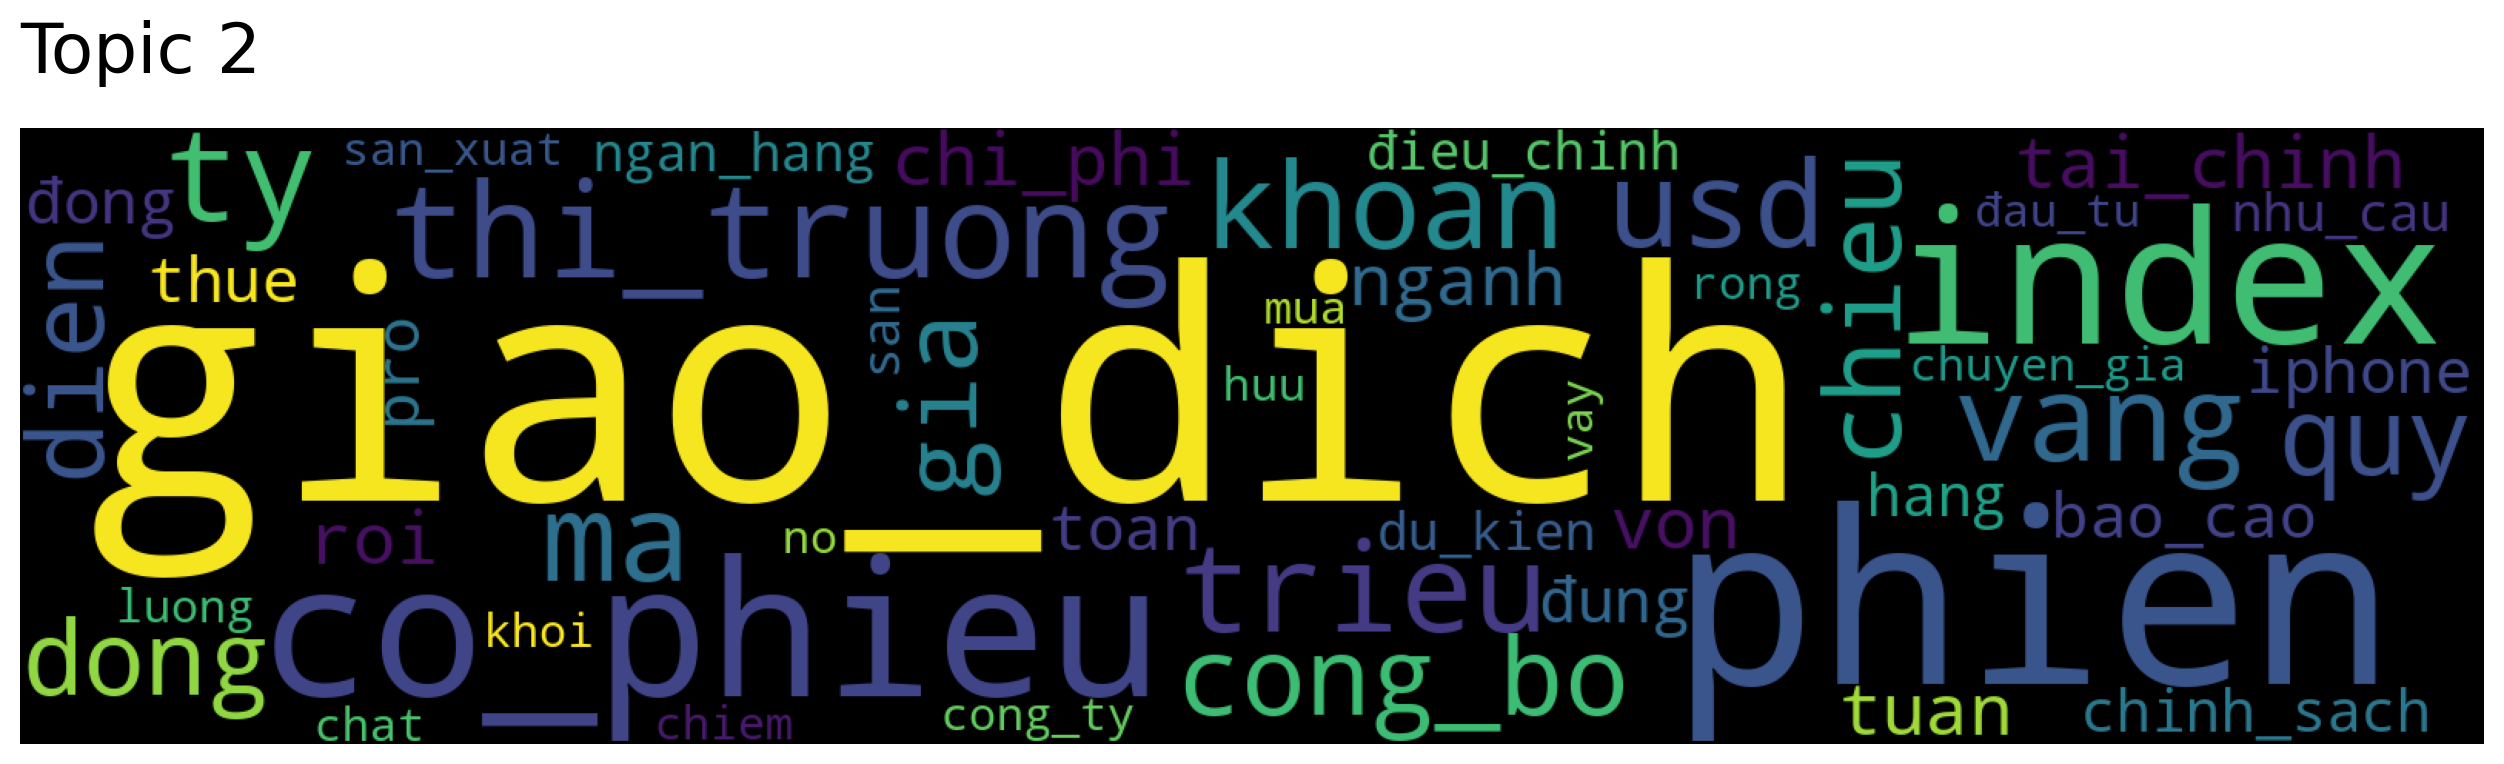 Topic 2
ty
san_xuat
ngan_hang
chi_phi
đieu_chinh
tai_chinh
đong
thi_truong
khoan
usd
chieu
đau_tu
nhu_cau
dien
thue
giao_dich
nganh
rong
index
pro
san
gia
mua
huu
vay
chuyen_gia
iphone
vang
quy
roi
ma
no
toan
du_kien
von
hang
bao_cao
luong
dong
co_phieu
khoi
trieu
đung
phien
cong_bo
chat
chiem
cong_ty
tuan
chinh_sach